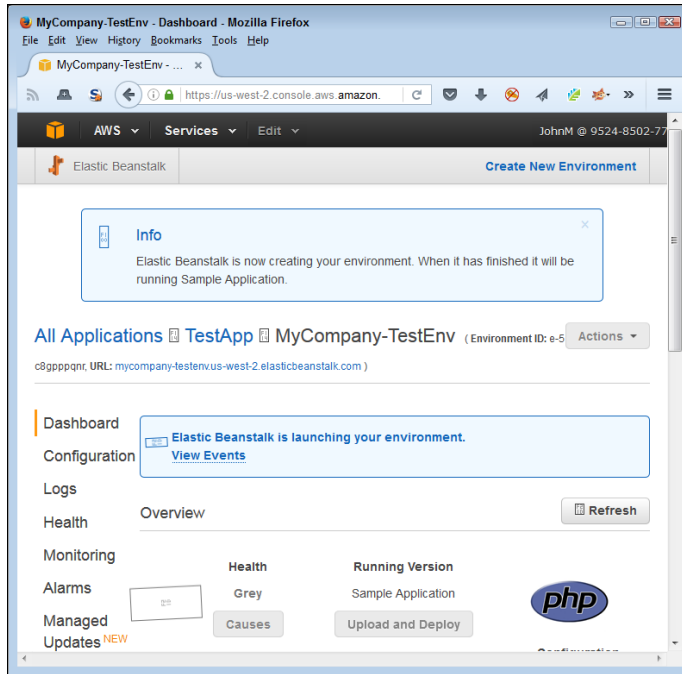 MyCompany-TestEnv - Dashboard - Mozilla Firefox
File Edit View History Bookmarks Tools Help
MyCompany-TestEnv - ... ×
https://us-west-2.console.aws.amazon.
AWS Services Edit JohnM @ 9524-8502-77
Elastic Beanstalk Create New Environment
Info
Elastic Beanstalk is now creating your environment. When it has finished it will be
running Sample Application.
All Applications TestApp MyCompany-TestEnv ( Environment ID: e-5 Actions
c8gpppqnr, URL: mycompany-testenv.us-west-2.elasticbeanstalk.com )
Dashboard
Elastic Beanstalk is launching your environment.
Configuration View Events
Logs
Overview Refresh
Health
Monitoring
Health Running Version
Alarms
Grey Sample Application
php
Managed
Causes Upload and Deploy
Updates NEW
Configuration